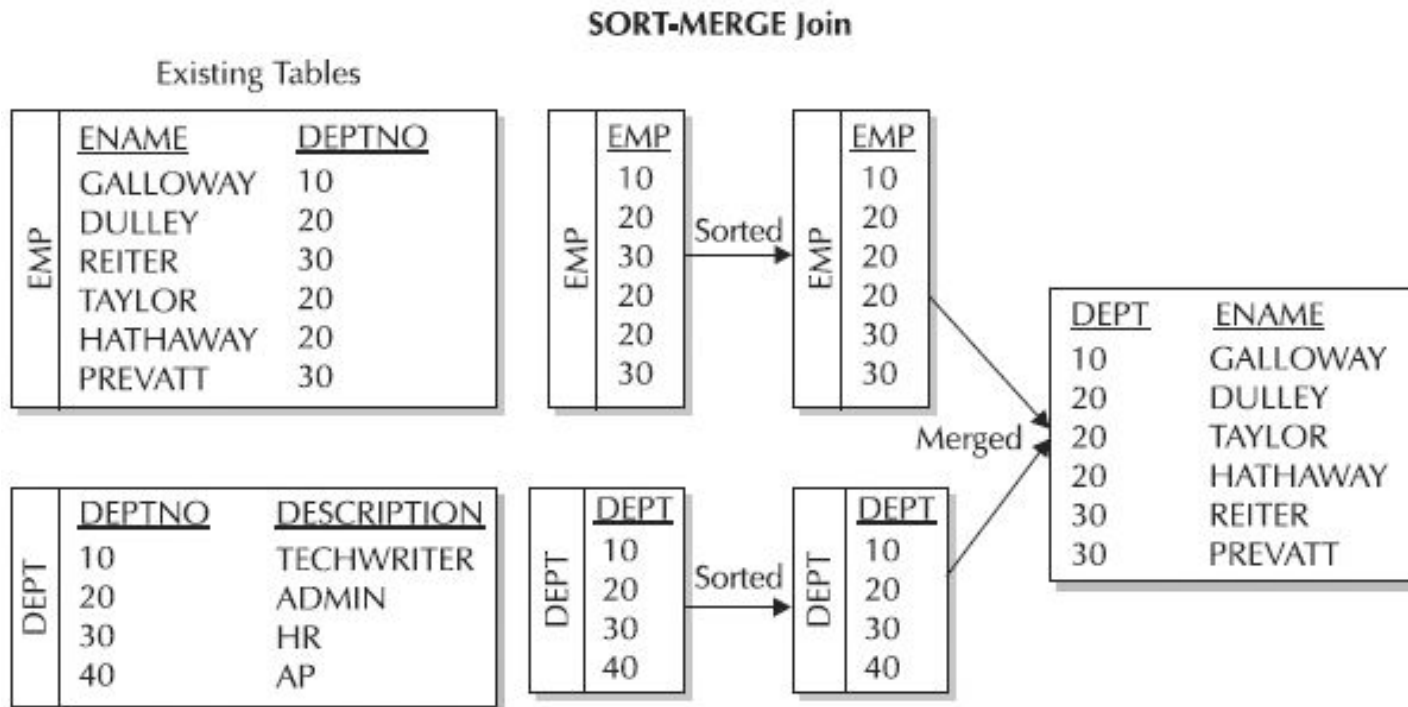 SORT-MERGE Join
Existing Tables
EMP
ENAME DEPTNO
GALLOWAY 10
DULLEY 20
REITER 30
TAYLOR 20
HATHAWAY 20
PREVATT 30
EMP
EMP
10
20
30
20
20
30
Sorted
EMP
EMP
10
20
20
20
30
30
DEPT
DEPTNO DESCRIPTION
10 TECHWRITER
20 ADMIN
30 HR
40 AP
DEPT
DEPT
10
20
30
40
Sorted
DEPT
DEPT
10
20
30
40
Merged
DEPT ENAME
10 GALLOWAY
20 DULLEY
20 TAYLOR
20 HATHAWAY
30 REITER
30 PREVATT